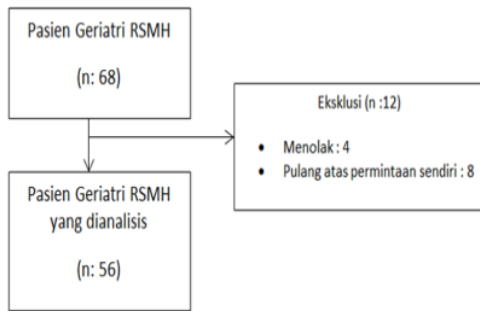 Pasien Geriatri RSMH
(n: 68)
Eksklusi (n :12)
• Menolak : 4
• Pulang atas permintaan sendiri : 8
Pasien Geriatri RSMH
yang dianalisis
(n: 56)